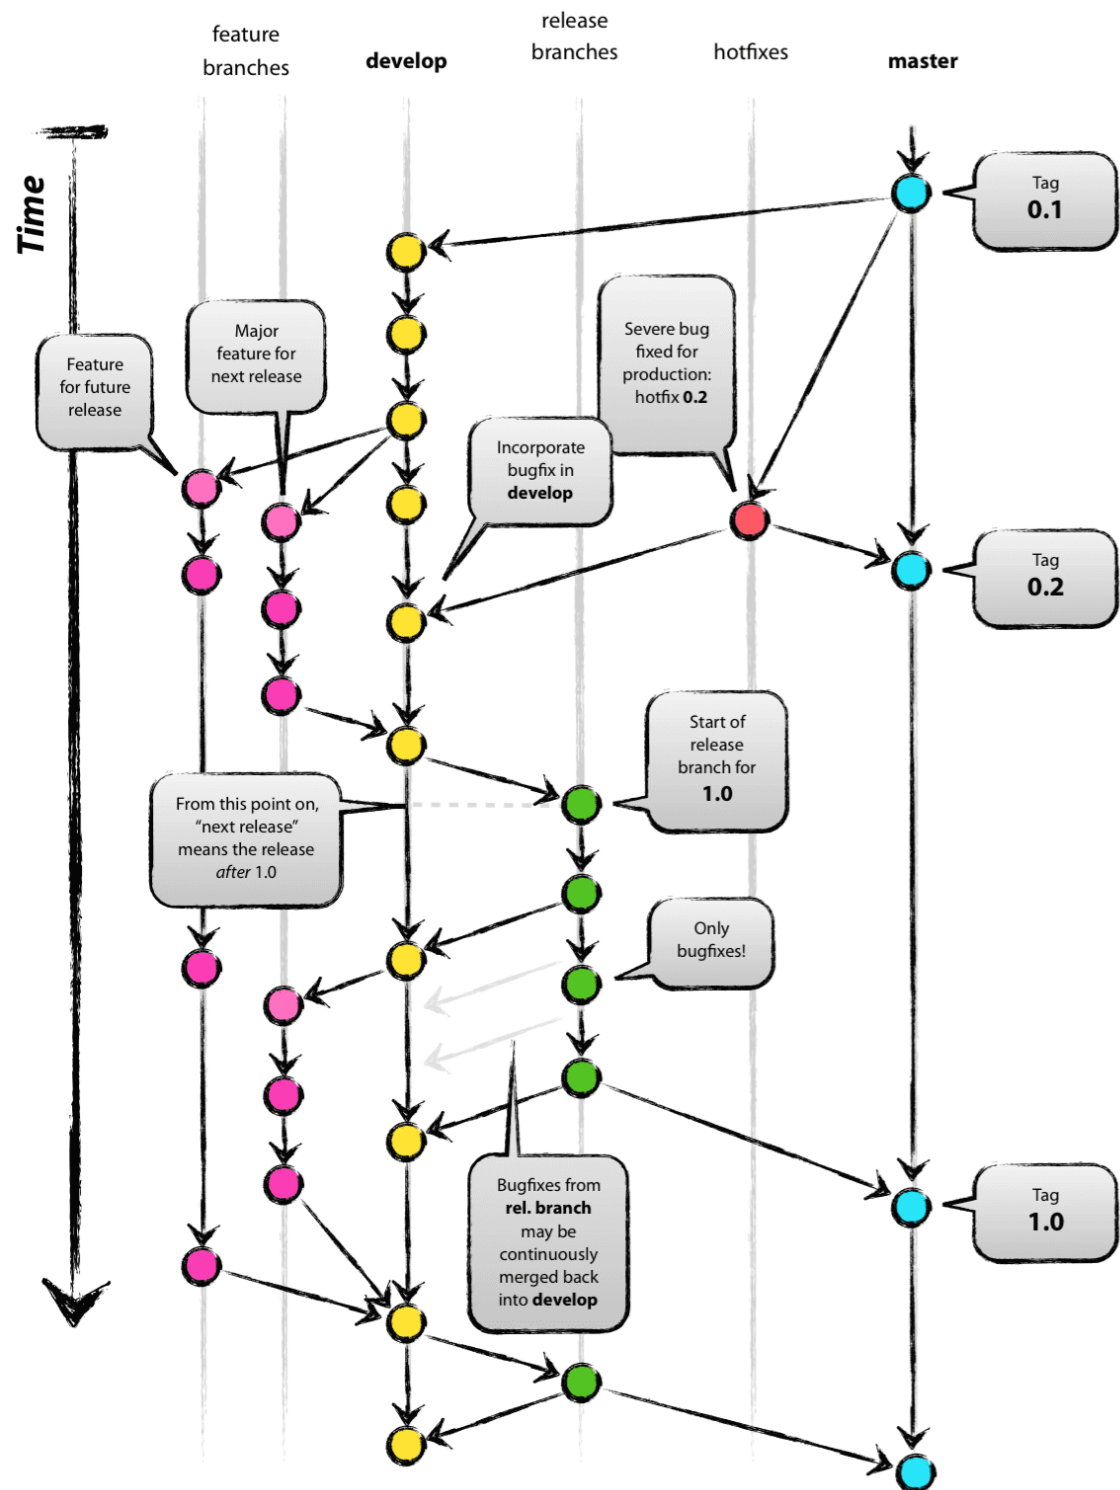 feature
branches
develop
release
branches
hotfixes
master
Time
Tag
0.1
Major
feature for
next release
Severe bug
fixed for
production:
hotfix 0.2
Feature
for future
release
Incorporate
bugfix in
develop
Tag
0.2
Start of
release
branch for
1.0
From this point on,
“next release”
means the release
after 1.0
Only
bugfixes!
Bugfixes from
rel. branch
may be
continuously
merged back
into develop
Tag
1.0